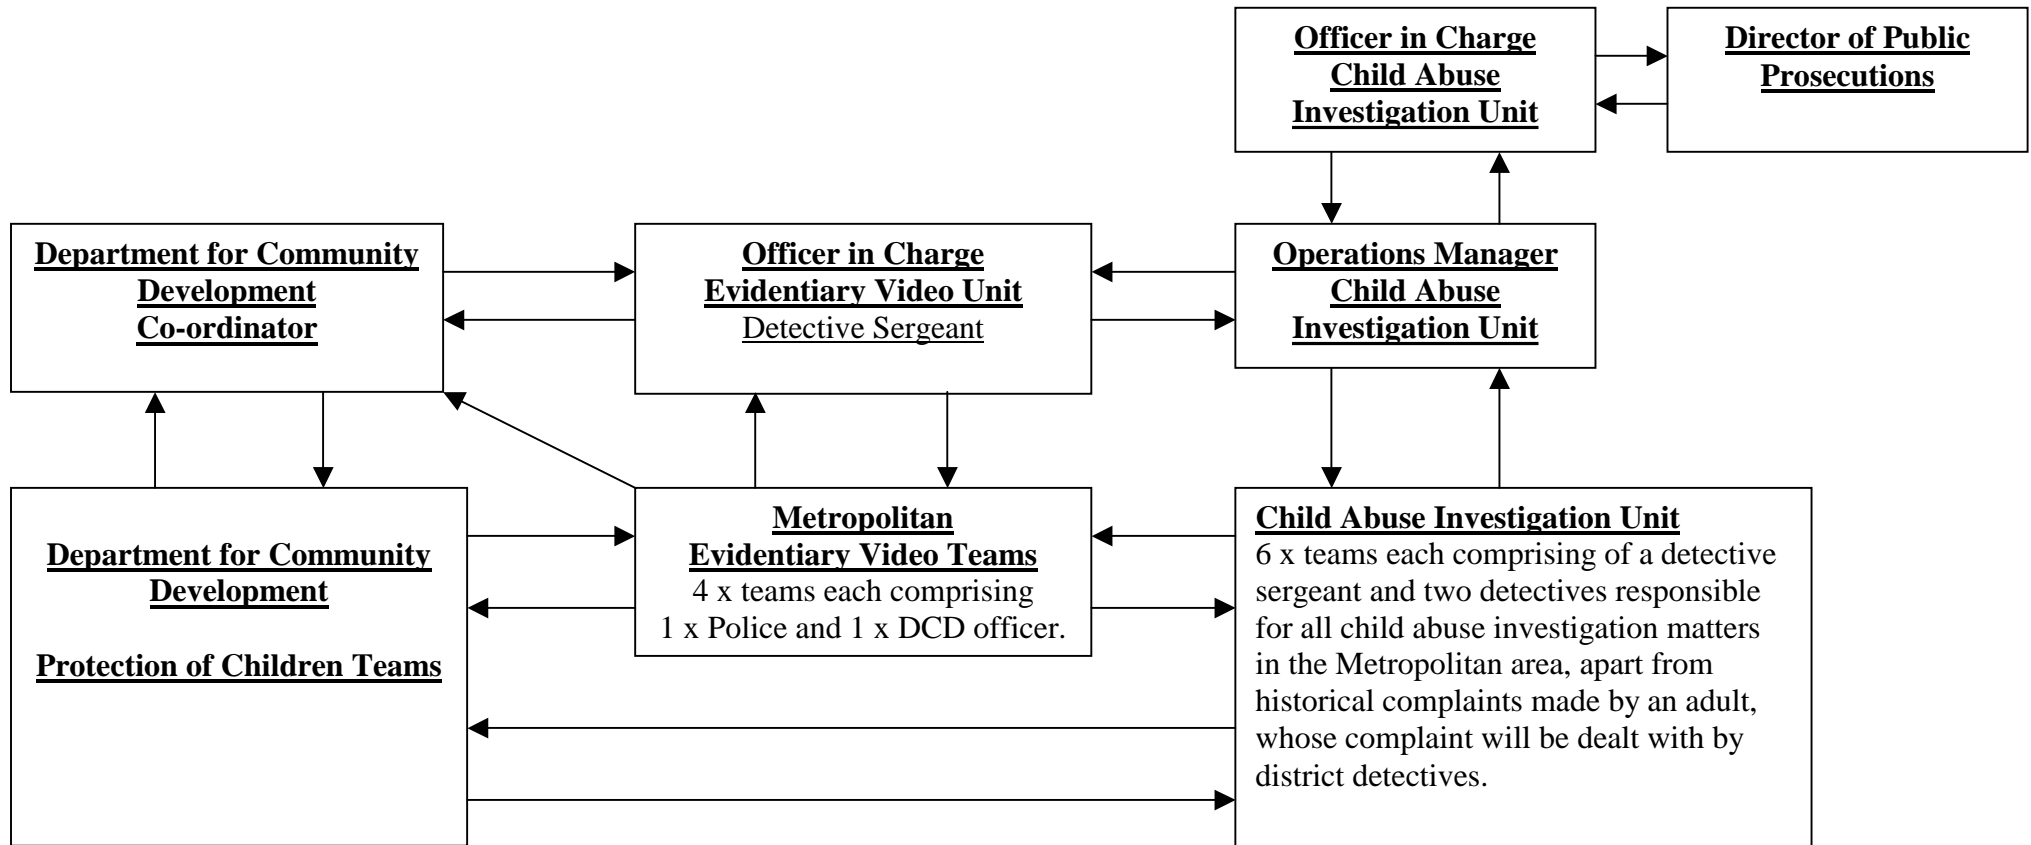 Officer in Charge
Child Abuse
Investigation Unit
Director of Public
Prosecutions
Department for Community
Development
Co-ordinator
Officer in Charge
Evidentiary Video Unit
Detective Sergeant
Operations Manager
Child Abuse
Investigation Unit
Department for Community
Development
Protection of Children Teams
Metropolitan
Evidentiary Video Teams
4 x teams each comprising
1 x Police and 1 x DCD officer.
Child Abuse Investigation Unit
6 x teams each comprising of a detective
sergeant and two detectives responsible
for all child abuse investigation matters
in the Metropolitan area, apart from
historical complaints made by an adult,
whose complaint will be dealt with by
district detectives.